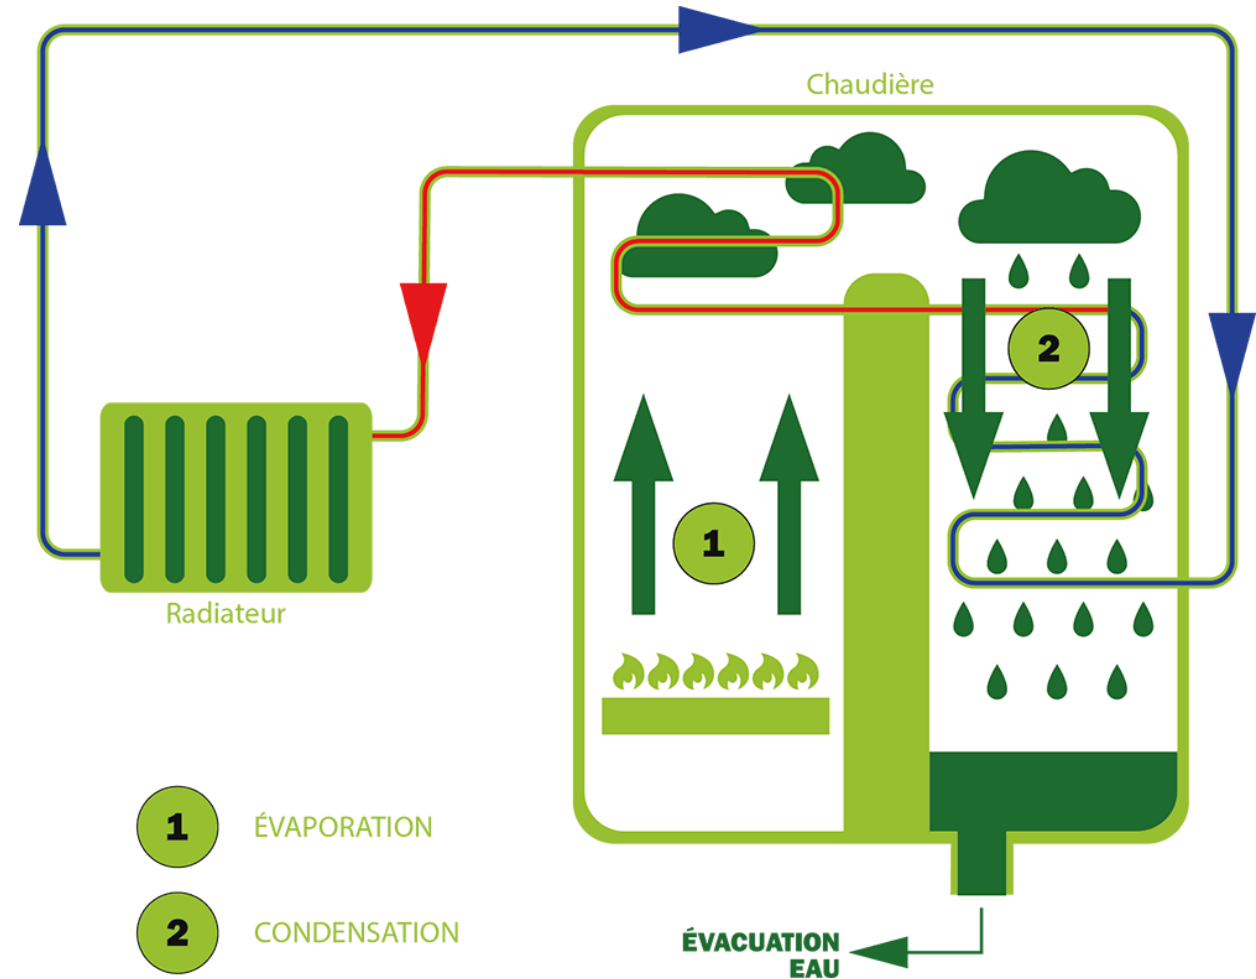 Chaudière
2
1
Radiateur
1 ÉVAPORATION
2 CONDENSATION
ÉVACUATION
EAU